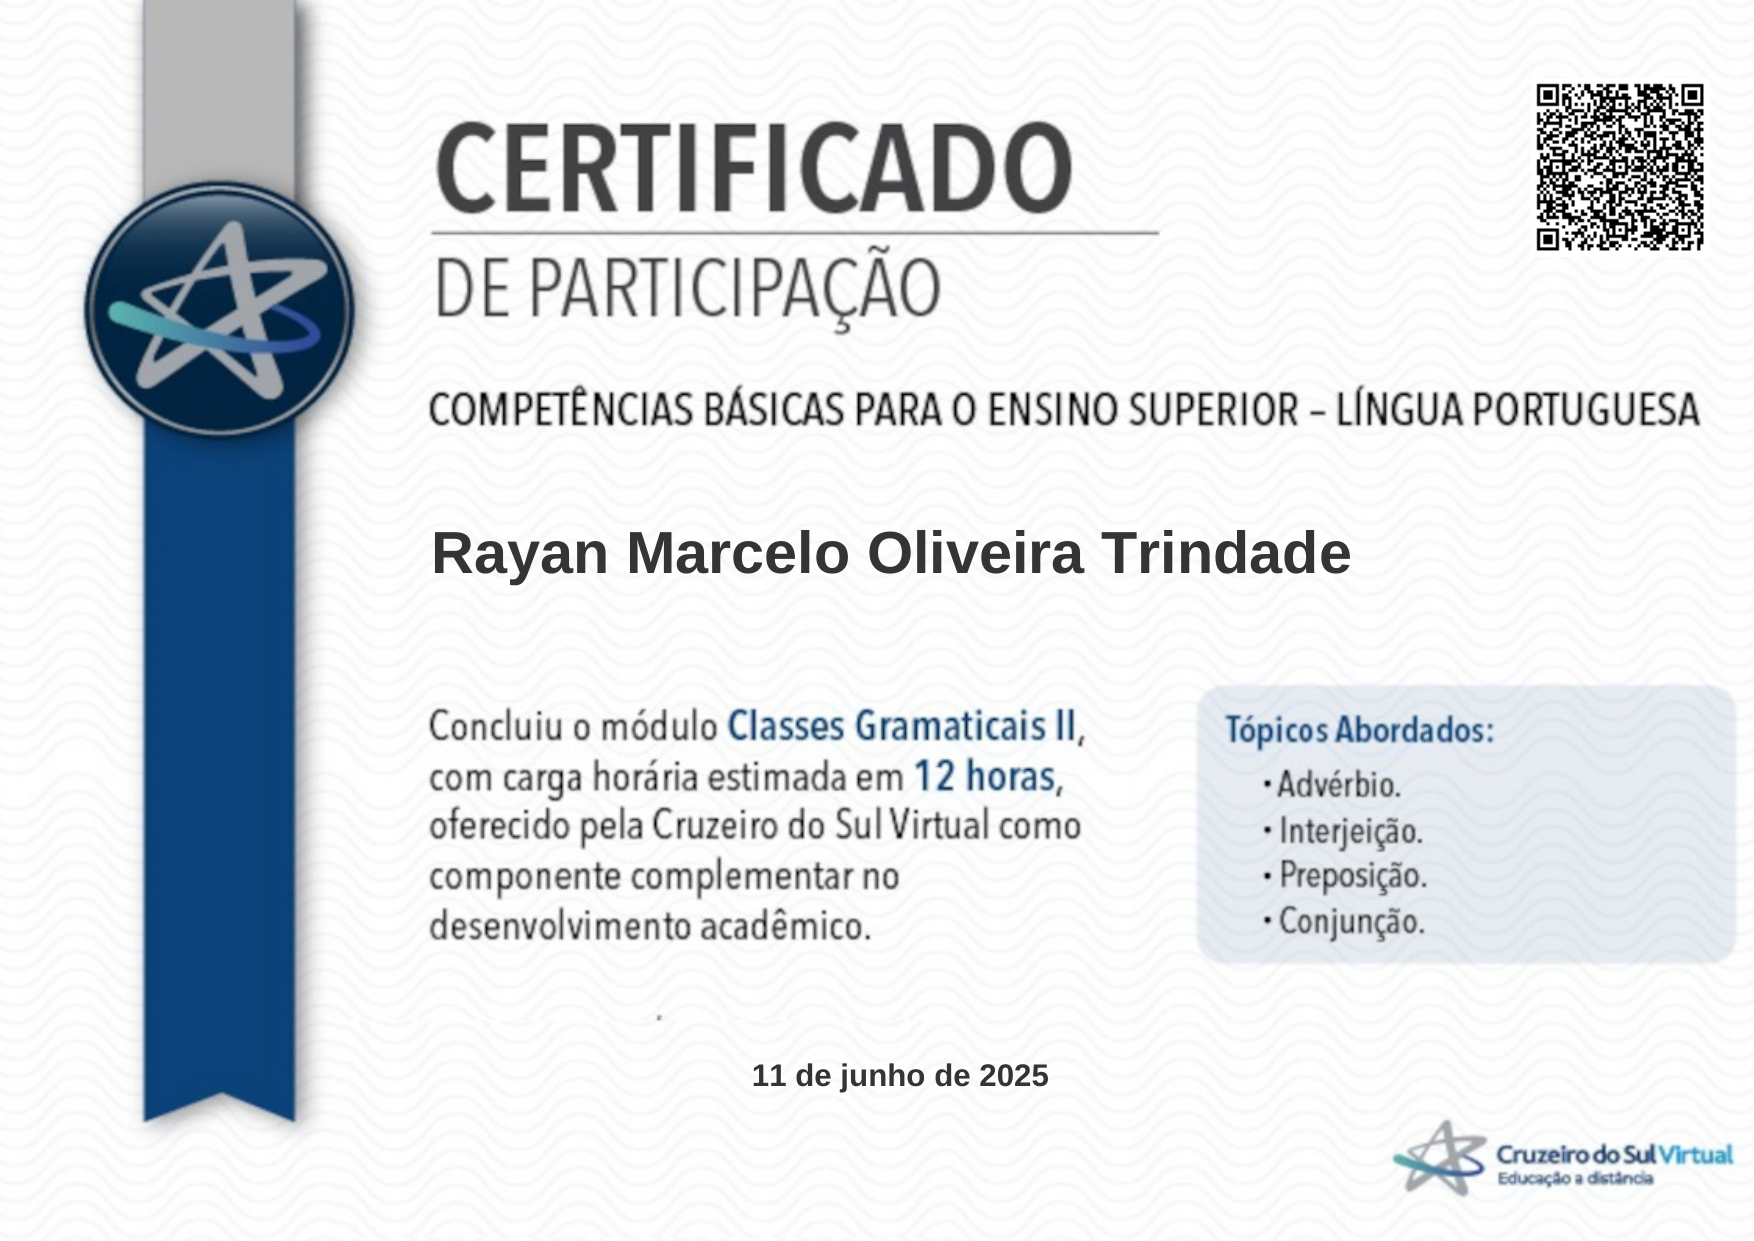 CERTIFICADO
DE PARTICIPAÇÃO
COMPETÊNCIAS BÁSICAS PARA O ENSINO SUPERIOR – LÍNGUA PORTUGUESA
Rayan Marcelo Oliveira Trindade
Concluiu o módulo Classes Gramaticais II,
com carga horária estimada em 12 horas,
oferecido pela Cruzeiro do Sul Virtual como
componente complementar no
desenvolvimento acadêmico.
Tópicos Abordados:
• Advérbio.
• Interjeição.
• Preposição.
• Conjunção.
11 de junho de 2025
Cruzeiro do Sul Virtual
Educação a distância